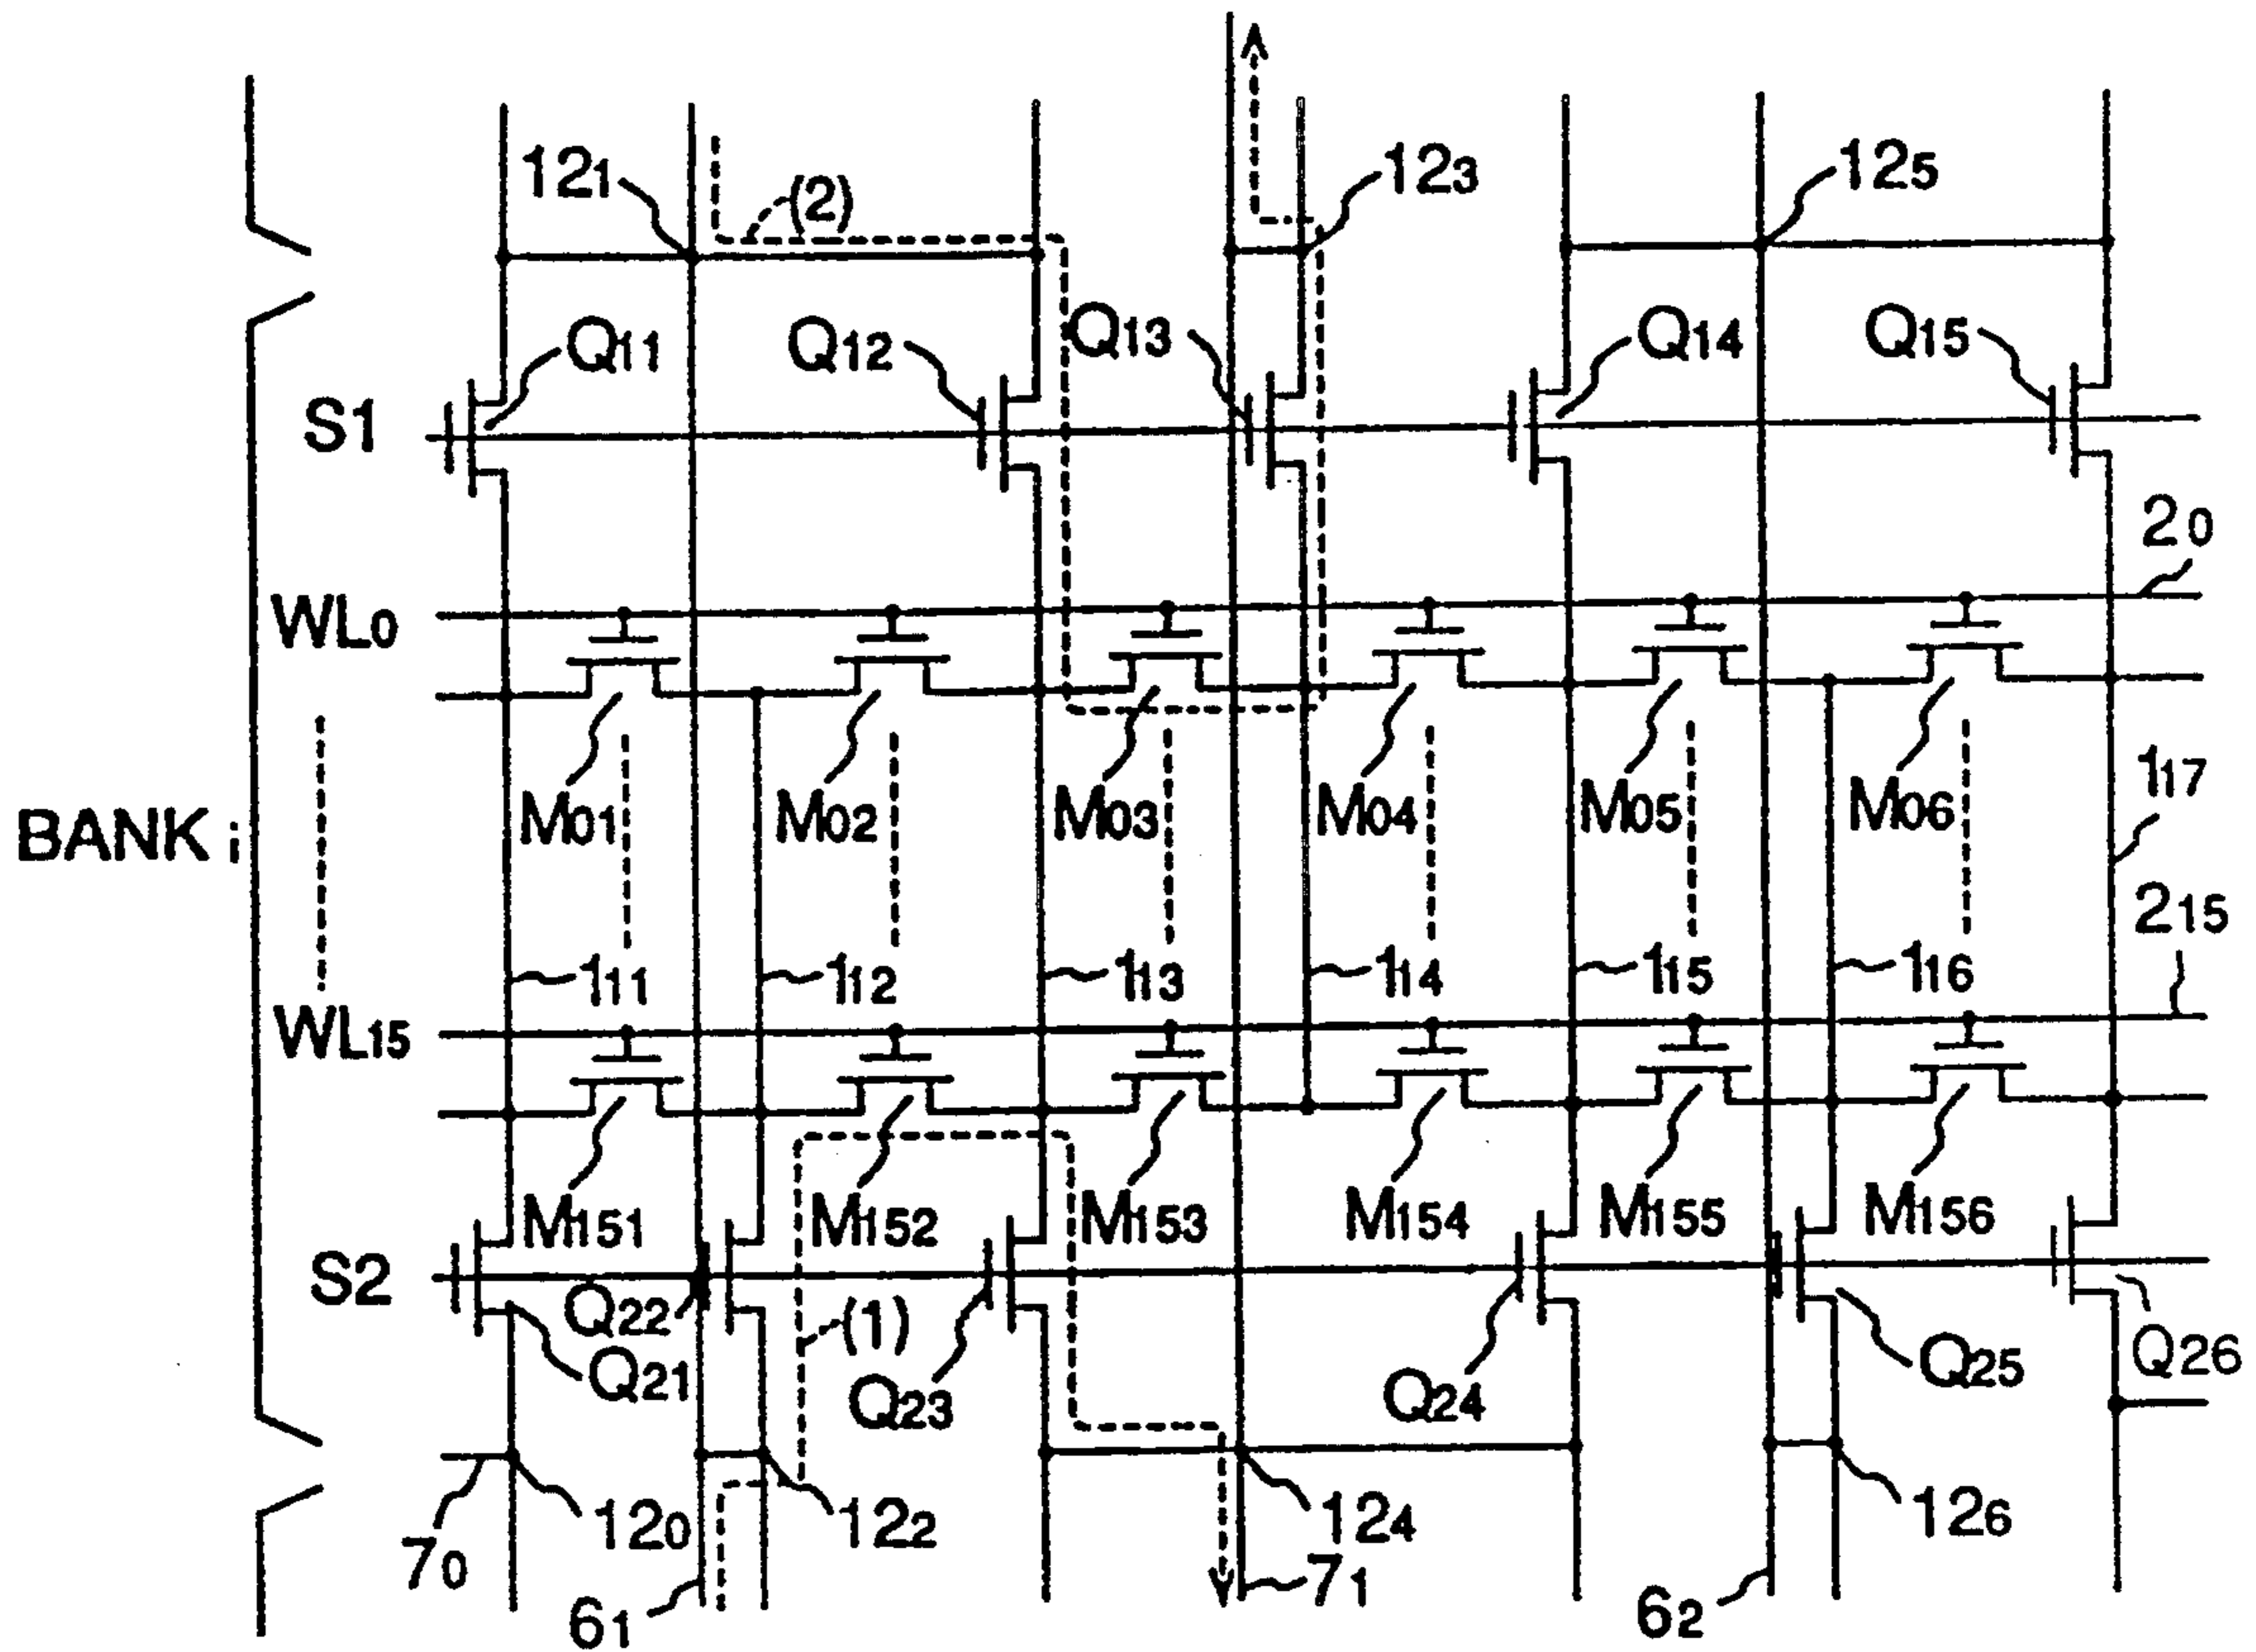 12₁ (2) 12₃ 12₅
Q₁₁ Q₁₂ Q₁₃ Q₁₄ Q₁₅
S1
2₀
WL₀
1₁₇
M₀₁ M₀₂ M₀₃ M₀₄ M₀₅ M₀₆
BANK i
2₁₅
1₁₁ 1₁₂ 1₁₃ 1₁₄ 1₁₅ 1₁₆
WL₁₅
M₁₅₁ M₁₅₂ M₁₅₃ M₁₅₄ M₁₅₅ M₁₅₆
S2
Q₂₂ (1)
Q₂₁ Q₂₃ Q₂₄ Q₂₅ Q₂₆
12₀ 12₂ 12₄ 12₆
7₀ 6₁ 7₁ 6₂